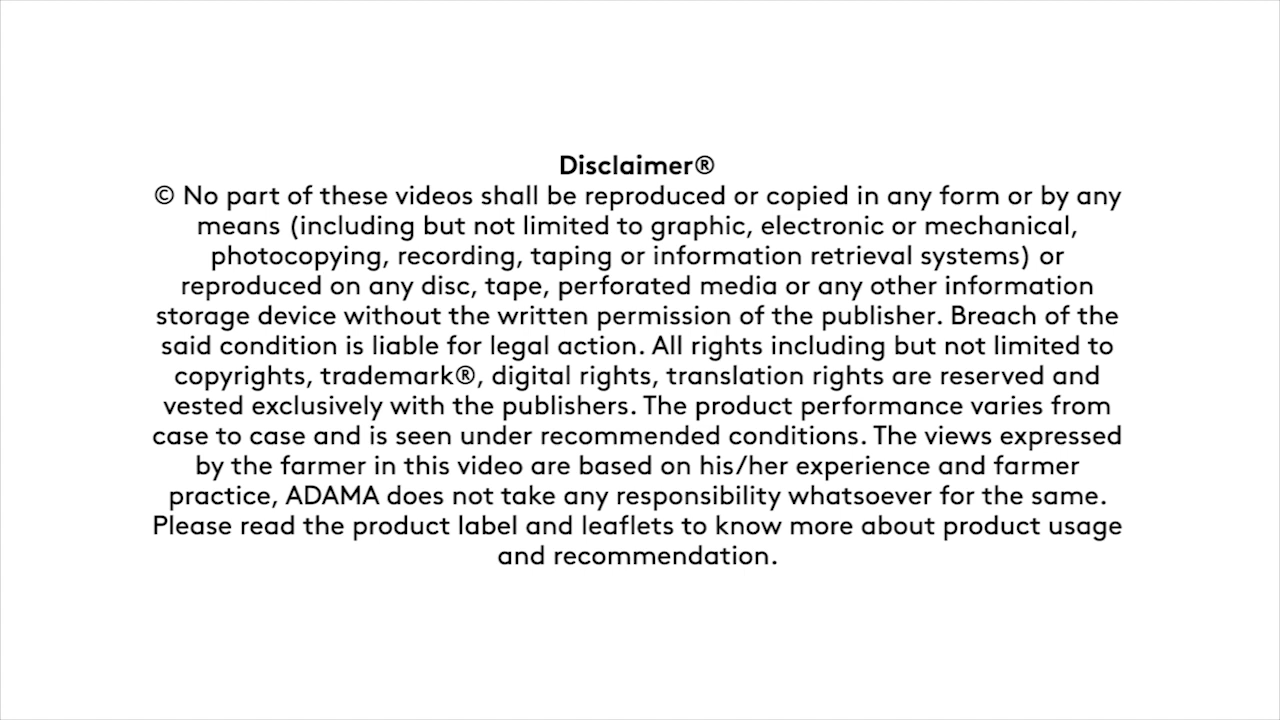 Disclaimer®
© No part of these videos shall be reproduced or copied in any form or by any
means (including but not limited to graphic, electronic or mechanical,
photocopying, recording, taping or information retrieval systems) or
reproduced on any disc, tape, perforated media or any other information
storage device without the written permission of the publisher. Breach of the
said condition is liable for legal action. All rights including but not limited to
copyrights, trademark®, digital rights, translation rights are reserved and
vested exclusively with the publishers. The product performance varies from
case to case and is seen under recommended conditions. The views expressed
by the farmer in this video are based on his/her experience and farmer
practice, ADAMA does not take any responsibility whatsoever for the same.
Please read the product label and leaflets to know more about product usage
and recommendation.